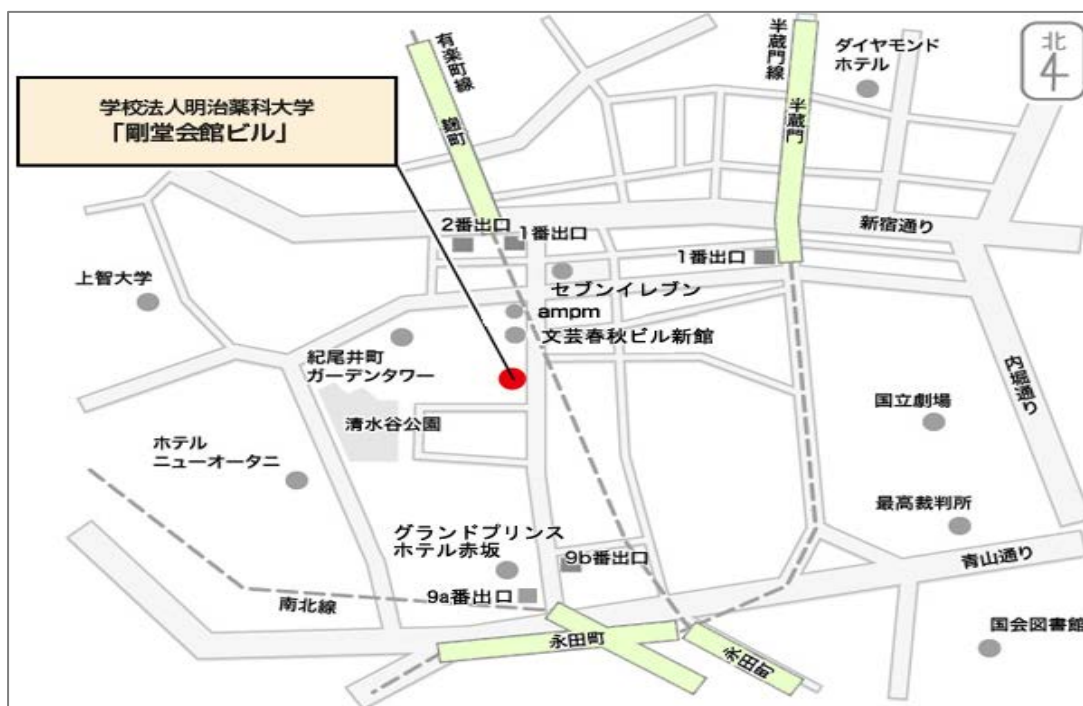 有楽町線
麹町
半蔵門線
半蔵門
ダイヤモンド
ホテル
北
学校法人明治薬科大学
「剛堂会館ビル」
2番出口
1番出口
新宿通り
1番出口
上智大学
セブンイレブン
ampm
文芸春秋ビル新館
紀尾井町
ガーデンタワー
内堀通り
清水谷公園
国立劇場
ホテル
ニューオータニ
最高裁判所
グランドプリンス
ホテル赤坂
9b番出口
青山通り
9a番出口
南北線
永田町
永田町
国会図書館